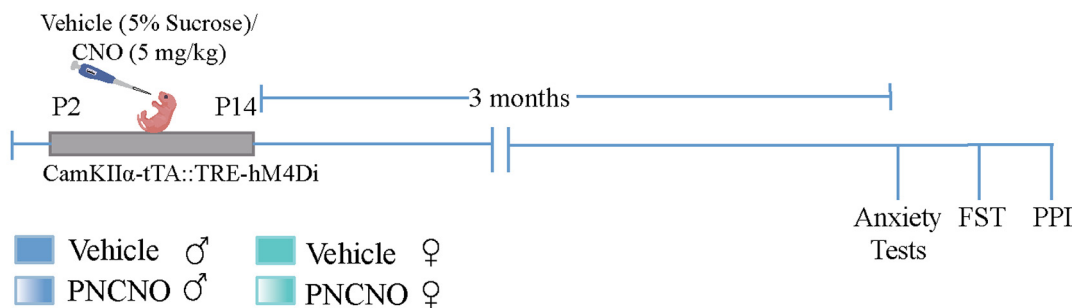 Vehicle (5% Sucrose)/
CNO (5 mg/kg)
P2
P14
3 months
CamKIIα-tTA::TRE-hM4Di
Anxiety
Tests
FST
PPI
Vehicle ♂
Vehicle ♀
PNCNO ♂
PNCNO ♀